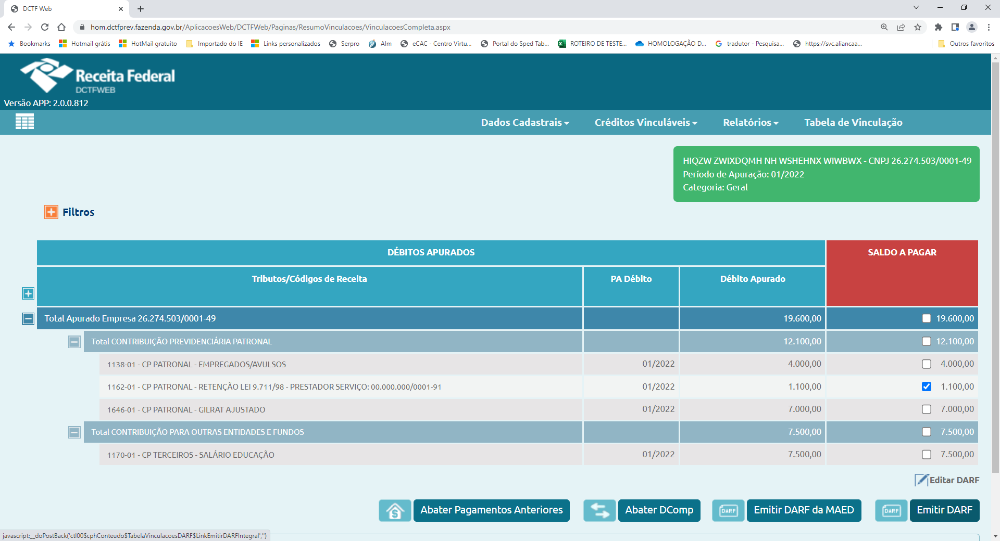 DCTF Web
hom.dctfprev.fazenda.gov.br/AplicacoesWeb/DCTFWeb/Paginas/ResumoVinculacoes/VinculacoesCompleta.aspx
Bookmarks Hotmail grátis HotMail gratuito Importado do IE Links personalizados Serpro Alm eCAC - Centro Virtu... Portal do Sped Tab... ROTEIRO DE TESTE... HOMOLOGAÇÃO D... tradutor - Pesquisa... https://svc.aliancaa... Outros favoritos
Receita Federal
DCTFWEB
Versão APP: 2.0.0.812
Dados Cadastrais Créditos Vinculáveis Relatórios Tabela de Vinculação
HIQZW ZWIXDQMH NH WSHEHNX WIWBWX - CNPJ 26.274.503/0001-49
Período de Apuração: 01/2022
Categoria: Geral
Filtros
DÉBITOS APURADOS SALDO A PAGAR
Tributos/Códigos de Receita PA Débito Débito Apurado
Total Apurado Empresa 26.274.503/0001-49 19.600,00 19.600,00
Total CONTRIBUIÇÃO PREVIDENCIÁRIA PATRONAL 12.100,00 12.100,00
1138-01 - CP PATRONAL - EMPREGADOS/AVULSOS 01/2022 4.000,00 4.000,00
1162-01 - CP PATRONAL - RETENÇÃO LEI 9.711/98 - PRESTADOR SERVIÇO: 00.000.000/0001-91 01/2022 1.100,00 1.100,00
1646-01 - CP PATRONAL - GILRAT AJUSTADO 01/2022 7.000,00 7.000,00
Total CONTRIBUIÇÃO PARA OUTRAS ENTIDADES E FUNDOS 7.500,00 7.500,00
1170-01 - CP TERCEIROS - SALÁRIO EDUCAÇÃO 01/2022 7.500,00 7.500,00
Editar DARF
Abater Pagamentos Anteriores Abater DComp DARF Emitir DARF da MAED DARF Emitir DARF
javascript:__doPostBack('ctl00$cphConteudo$TabelaVinculacoesDARF$LinkEmitirDARFIntegral','')